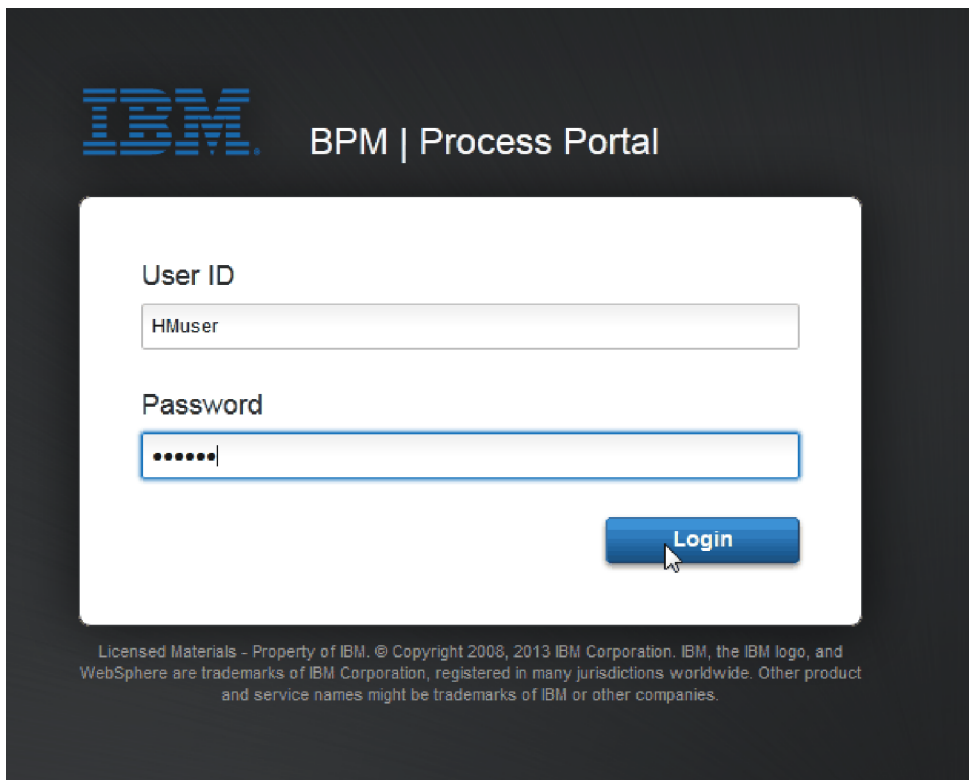 IBM.
BPM | Process Portal
User ID
HMuser
Password
••••••
Login
Licensed Materials - Property of IBM. © Copyright 2008, 2013 IBM Corporation. IBM, the IBM logo, and
WebSphere are trademarks of IBM Corporation, registered in many jurisdictions worldwide. Other product
and service names might be trademarks of IBM or other companies.